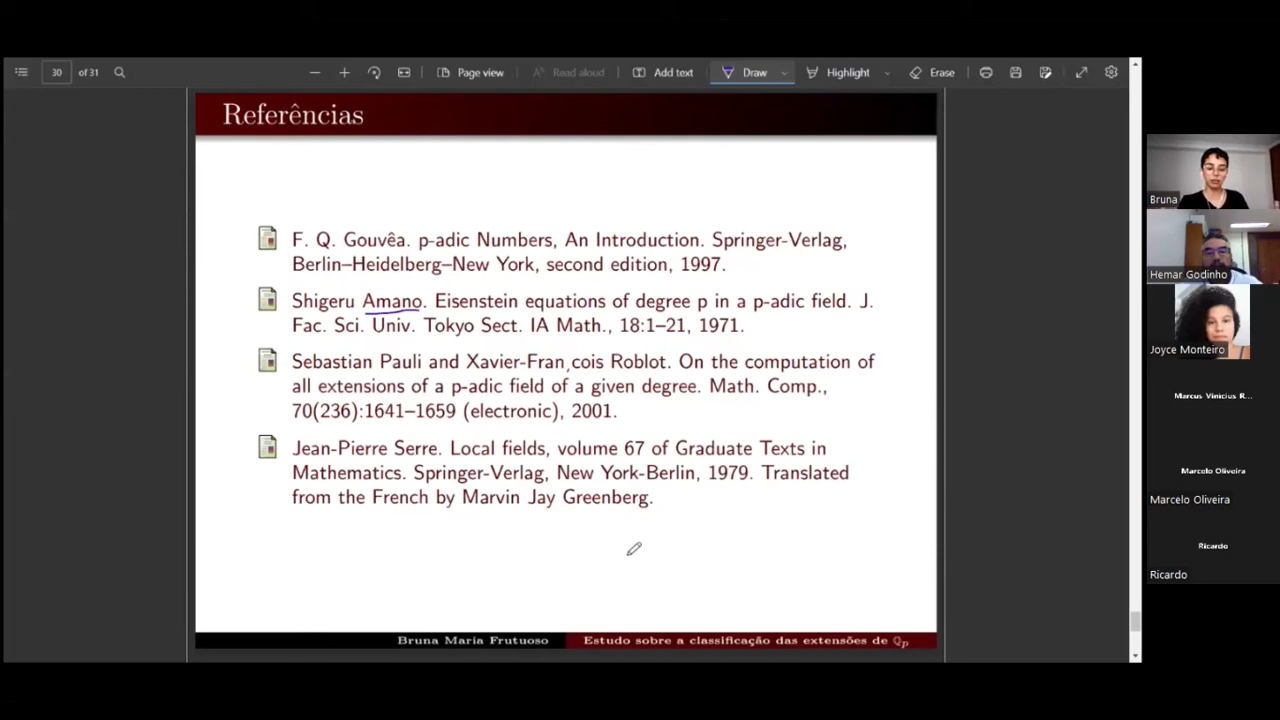 30 of 31
Page view
Read aloud
Add text
Draw
Highlight
Erase
Referências
F. Q. Gouvêa. p-adic Numbers, An Introduction. Springer-Verlag,
Berlin–Heidelberg–New York, second edition, 1997.
Shigeru Amano. Eisenstein equations of degree p in a p-adic field. J.
Fac. Sci. Univ. Tokyo Sect. IA Math., 18:1–21, 1971.
Sebastian Pauli and Xavier-Fran¸cois Roblot. On the computation of
all extensions of a p-adic field of a given degree. Math. Comp.,
70(236):1641–1659 (electronic), 2001.
Jean-Pierre Serre. Local fields, volume 67 of Graduate Texts in
Mathematics. Springer-Verlag, New York-Berlin, 1979. Translated
from the French by Marvin Jay Greenberg.
Bruna Maria Frutuoso
Estudo sobre a classificação das extensões de ℚp
Bruna
Hemar Godinho
Joyce Monteiro
Marcus Vinicius R...
Marcelo Oliveira
Marcelo Oliveira
Ricardo
Ricardo